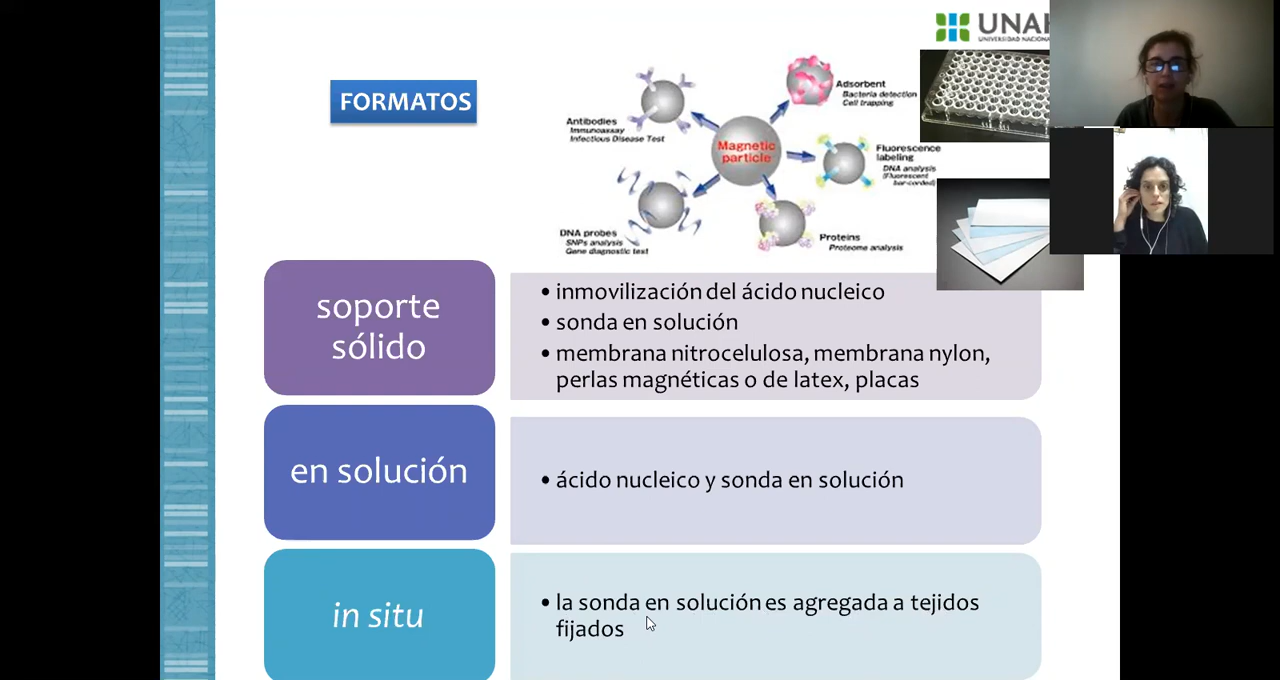 FORMATOS
UNAH
UNIVERSIDAD NACIONAL
Adsorbent
Bacteria detection
Cell trapping
Antibodies
Immunoassay
Infectious Disease Test
Magnetic
particle
Fluorescence
labeling
DNA analysis
(Fluorescent
bar-corded)
DNA probes
SNPs analysis
Gene diagnostic test
Proteins
Proteome analysis
soporte
sólido
• inmovilización del ácido nucleico
• sonda en solución
• membrana nitrocelulosa, membrana nylon,
perlas magnéticas o de latex, placas
en solución
• ácido nucleico y sonda en solución
in situ
• la sonda en solución es agregada a tejidos
fijados